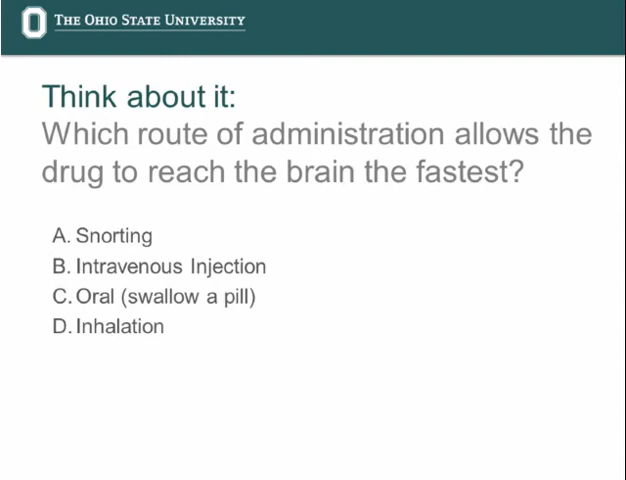 THE OHIO STATE UNIVERSITY
Think about it:
Which route of administration allows the
drug to reach the brain the fastest?
A. Snorting
B. Intravenous Injection
C. Oral (swallow a pill)
D. Inhalation